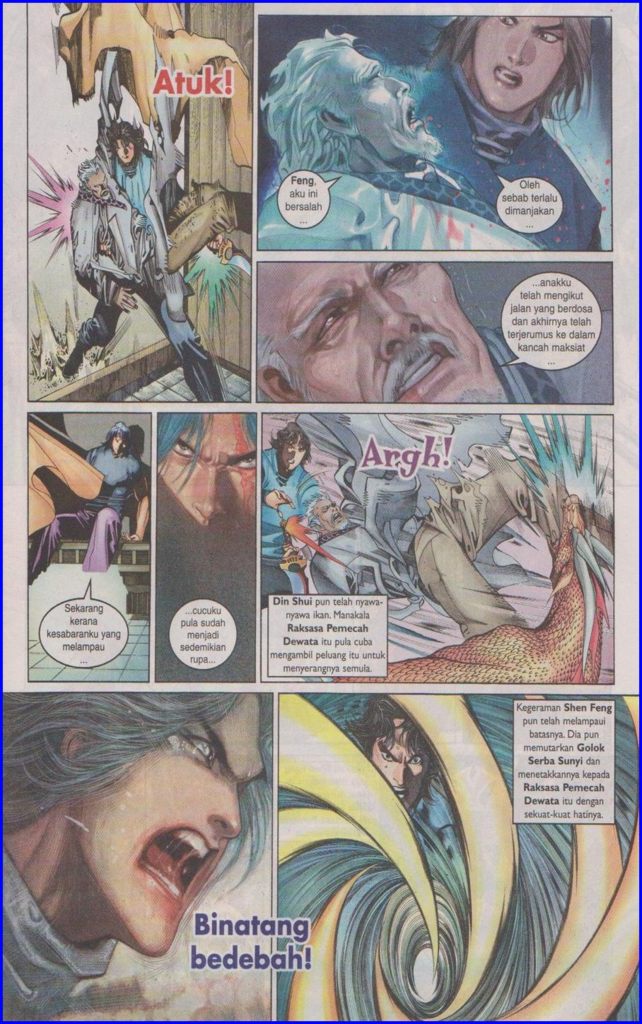 Atuk!
Feng,
aku ini
bersalah
...
Oleh
sebab terlalu
dimanjakan
...
...anakku
telah mengikut
jalan yang berdosa
dan akhirnya telah
terjerumus ke dalam
kancah maksiat
...
Sekarang
kerana
kesabaranku yang
melampau
...
...cucuku
pula sudah
menjadi
sedemikian
rupa...
Argh!
Din Shui pun telah nyawa-
nyawa ikan. Manakala
Raksasa Pemecah
Dewata itu pula cuba
mengambil peluang itu untuk
menyerangnya semula.
Binatang
bedebah!
Kegeraman Shen Feng
pun telah melampaui
batasnya. Dia pun
memutarkan Golok
Serba Sunyi dan
menetakkannya kepada
Raksasa Pemecah
Dewata itu dengan
sekuat-kuat hatinya.